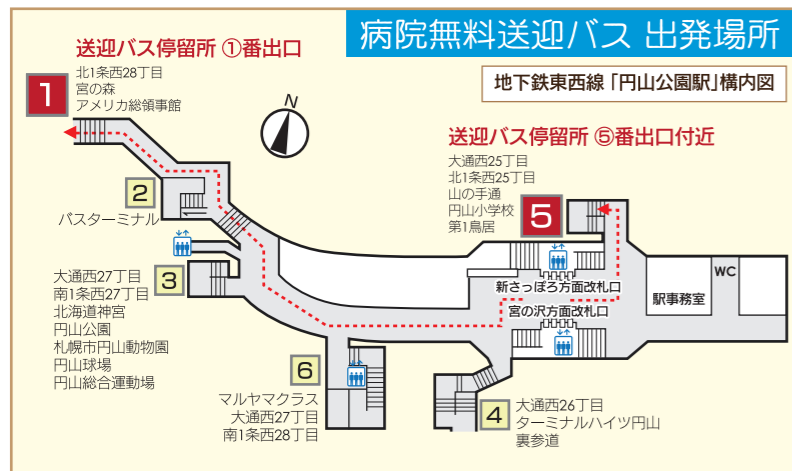 病院無料送迎バス 出発場所
地下鉄東西線「円山公園駅」構内図
送迎バス停留所 ①番出口
1
北1条西28丁目
宮の森
アメリカ総領事館
N
送迎バス停留所 ⑤番出口付近
大通西25丁目
北1条西25丁目
山の手通
円山小学校
第1鳥居
5
2
バスターミナル
3
大通西27丁目
南1条西27丁目
北海道神宮
円山公園
札幌市円山動物園
円山球場
円山総合運動場
新さっぽろ方面改札口
宮の沢方面改札口
駅事務室
WC
6
マルヤマクラス
大通西27丁目
南1条西28丁目
4
大通西26丁目
ターミナルハイツ円山
裏参道